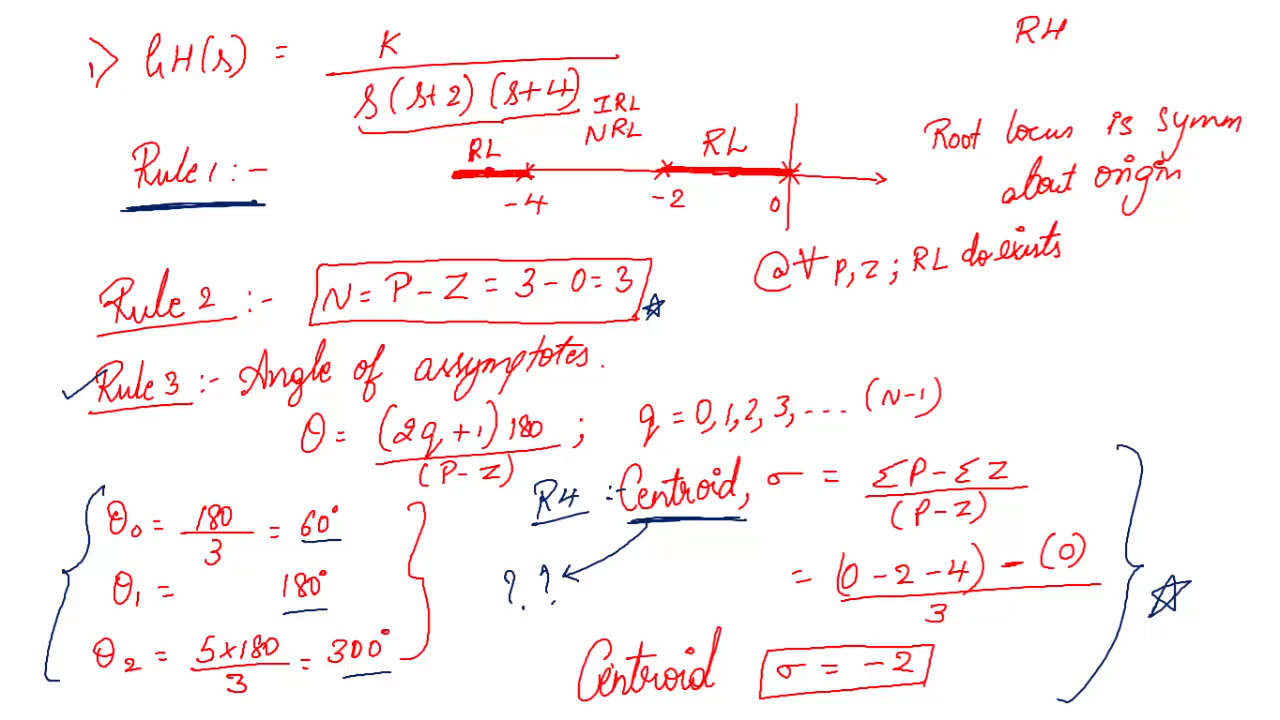 1) GH(s) = K / s(s+2)(s+4)
RH
IRL
NRL
Rule 1 :-
RL
RL
-4 -2 0
Root locus is symm
about origin
@ ∀ P, Z ; RL do exists
Rule 2 :- N = P - Z = 3 - 0 = 3
Rule 3 :- Angle of assymptotes.
θ = (2q + 1) 180 / (P - Z) ; q = 0, 1, 2, 3, .... (N-1)
R4 :- Centroid, σ = ΣP - ΣZ / (P - Z)
θ0 = 180 / 3 = 60°
? ?
= (0 - 2 - 4) - (0) / 3
θ1 = 180°
θ2 = 5x180 / 3 = 300°
Centroid σ = -2